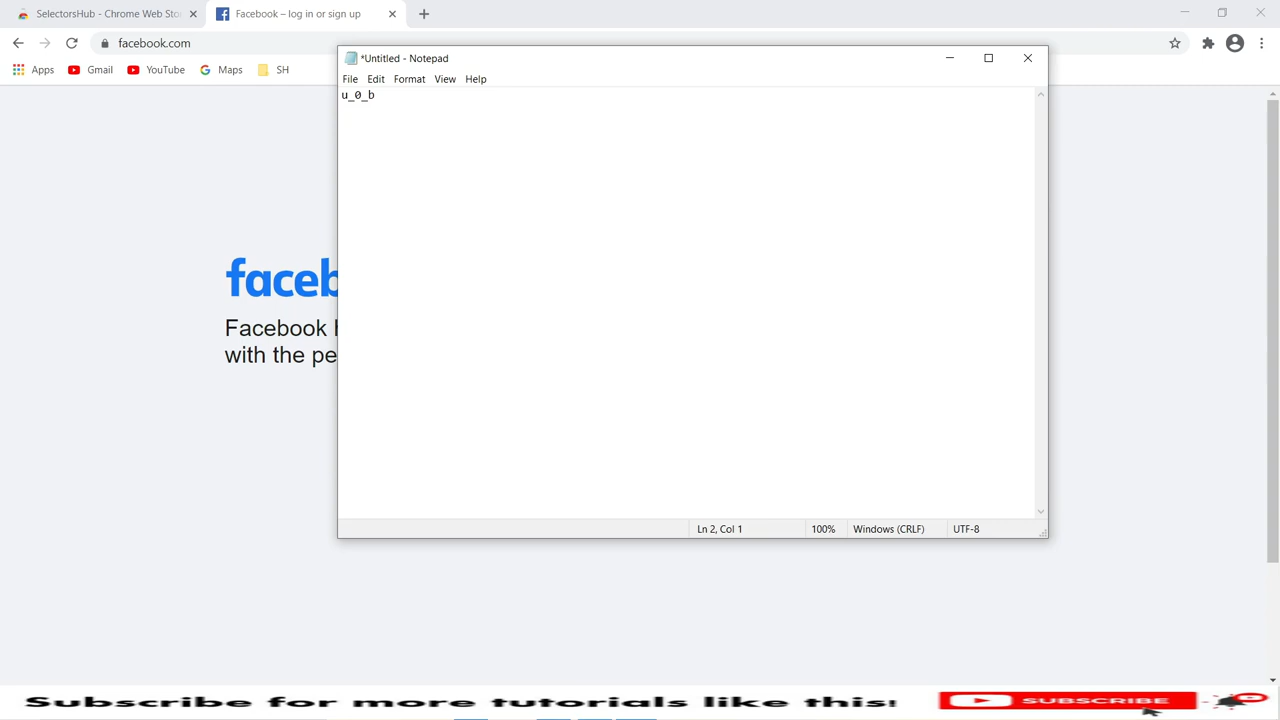 SelectorsHub - Chrome Web Sto
Facebook – log in or sign up
facebook.com
Apps
Gmail
YouTube
Maps
SH
*Untitled - Notepad
File Edit Format View Help
u_0_b
faceb
Facebook h
with the pe
Ln 2, Col 1
100%
Windows (CRLF)
UTF-8
Subscribe for more tutorials like this!
SUBSCRIBE